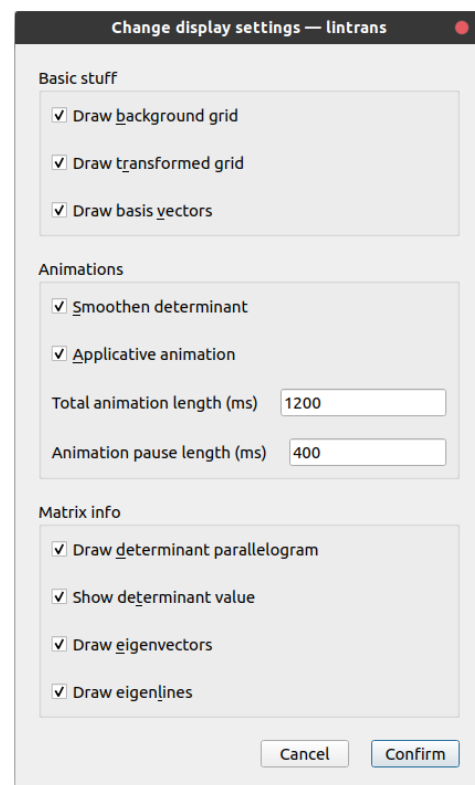 Change display settings — lintrans
Basic stuff
Draw background grid
Draw transformed grid
Draw basis vectors
Animations
Smoothen determinant
Applicative animation
Total animation length (ms) 1200
Animation pause length (ms) 400
Matrix info
Draw determinant parallelogram
Show determinant value
Draw eigenvectors
Draw eigenlines
Cancel Confirm